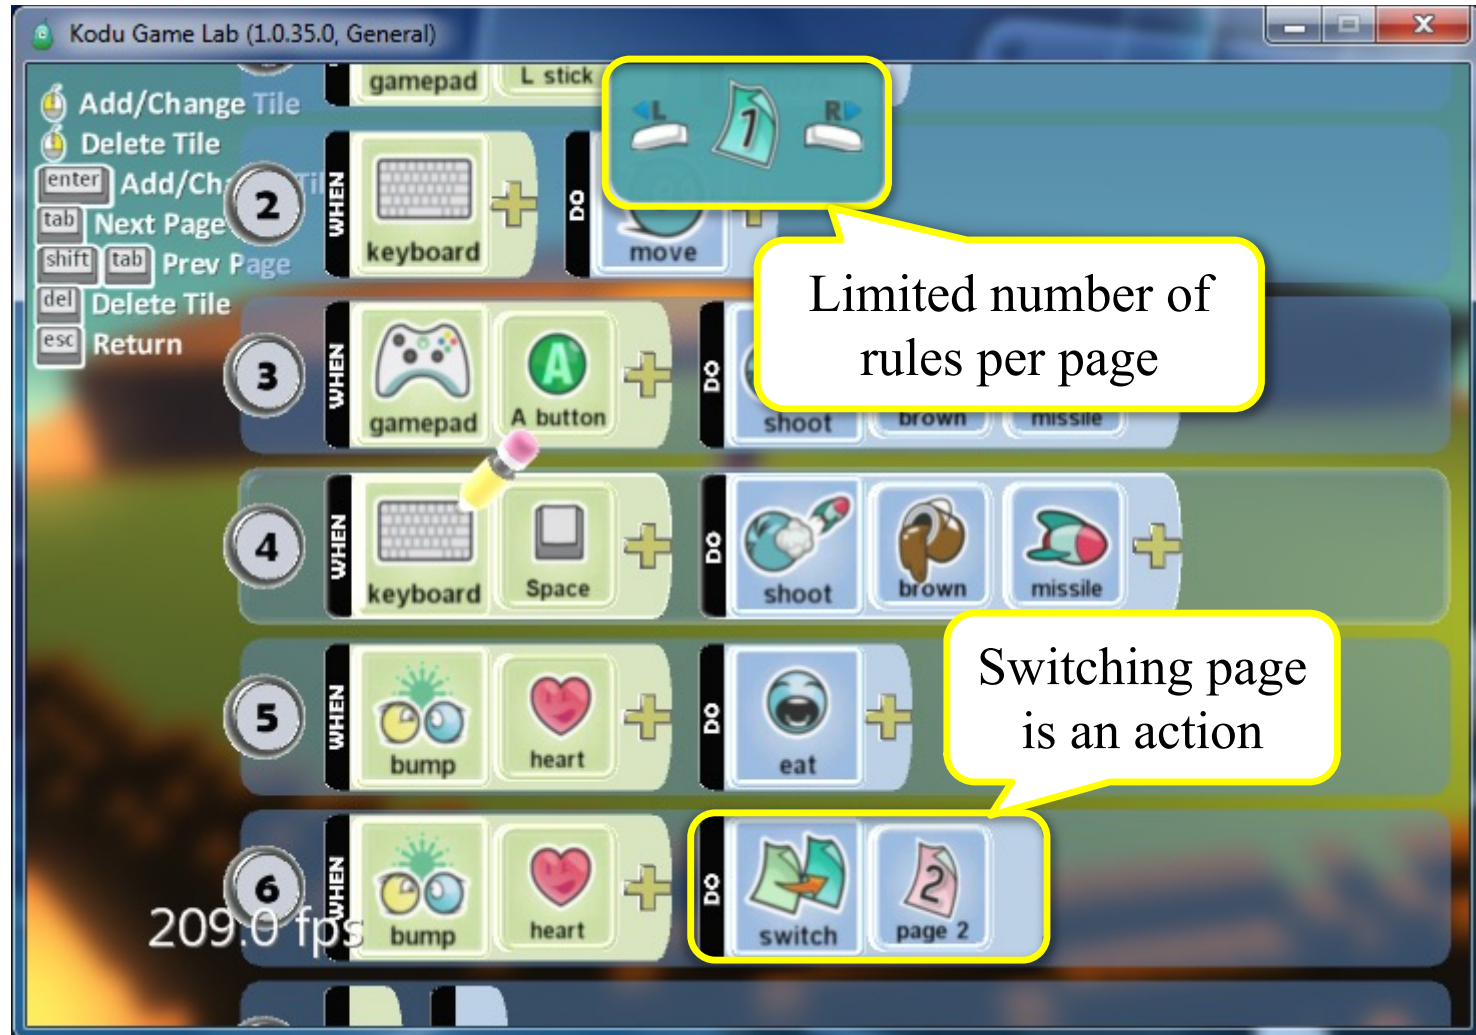 Kodu Game Lab (1.0.35.0, General)
Add/Change Tile
Delete Tile
enter Add/Cha Til
tab Next Page
shift tab Prev Page
del Delete Tile
esc Return
gamepad L stick
L 1 R
2 WHEN keyboard DO move
Limited number of
rules per page
3 WHEN gamepad A A button DO shoot brown missile
4 WHEN keyboard Space DO shoot brown missile
5 WHEN bump heart DO eat
Switching page
is an action
6 WHEN bump heart DO switch 2 page 2
209.0 fps